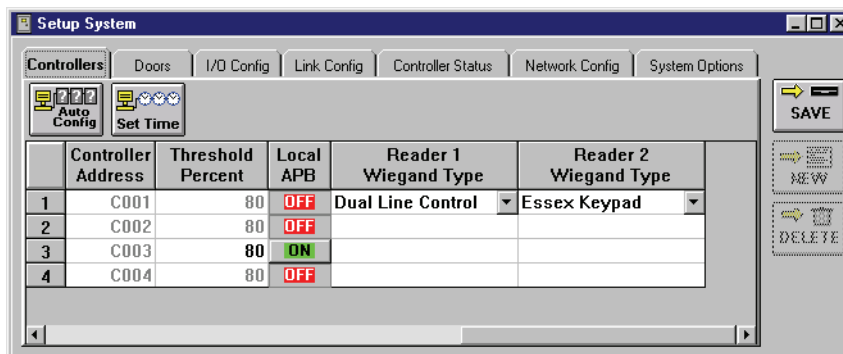 Setup System
Controllers Doors I/O Config Link Config Controller Status Network Config System Options
???
Auto Config Set Time
SAVE
NEW
DELETE
Controller Address Threshold Percent Local APB Reader 1 Wiegand Type Reader 2 Wiegand Type
1 C001 80 OFF Dual Line Control Essex Keypad
2 C002 80 OFF
3 C003 80 ON
4 C004 80 OFF